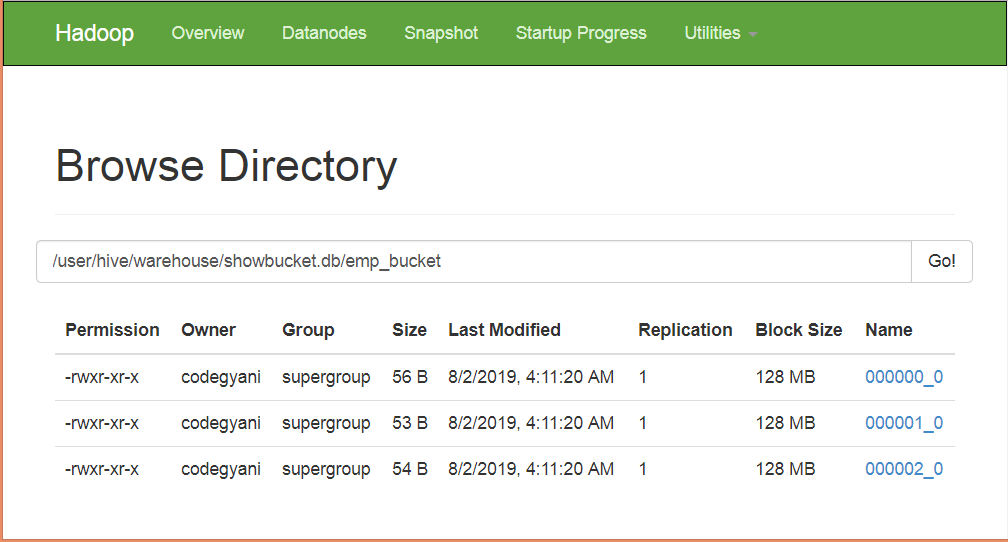 Hadoop Overview Datanodes Snapshot Startup Progress Utilities
Browse Directory
/user/hive/warehouse/showbucket.db/emp_bucket Go!
Permission Owner Group Size Last Modified Replication Block Size Name
-rwxr-xr-x codegyani supergroup 56 B 8/2/2019, 4:11:20 AM 1 128 MB 000000_0
-rwxr-xr-x codegyani supergroup 53 B 8/2/2019, 4:11:20 AM 1 128 MB 000001_0
-rwxr-xr-x codegyani supergroup 54 B 8/2/2019, 4:11:20 AM 1 128 MB 000002_0